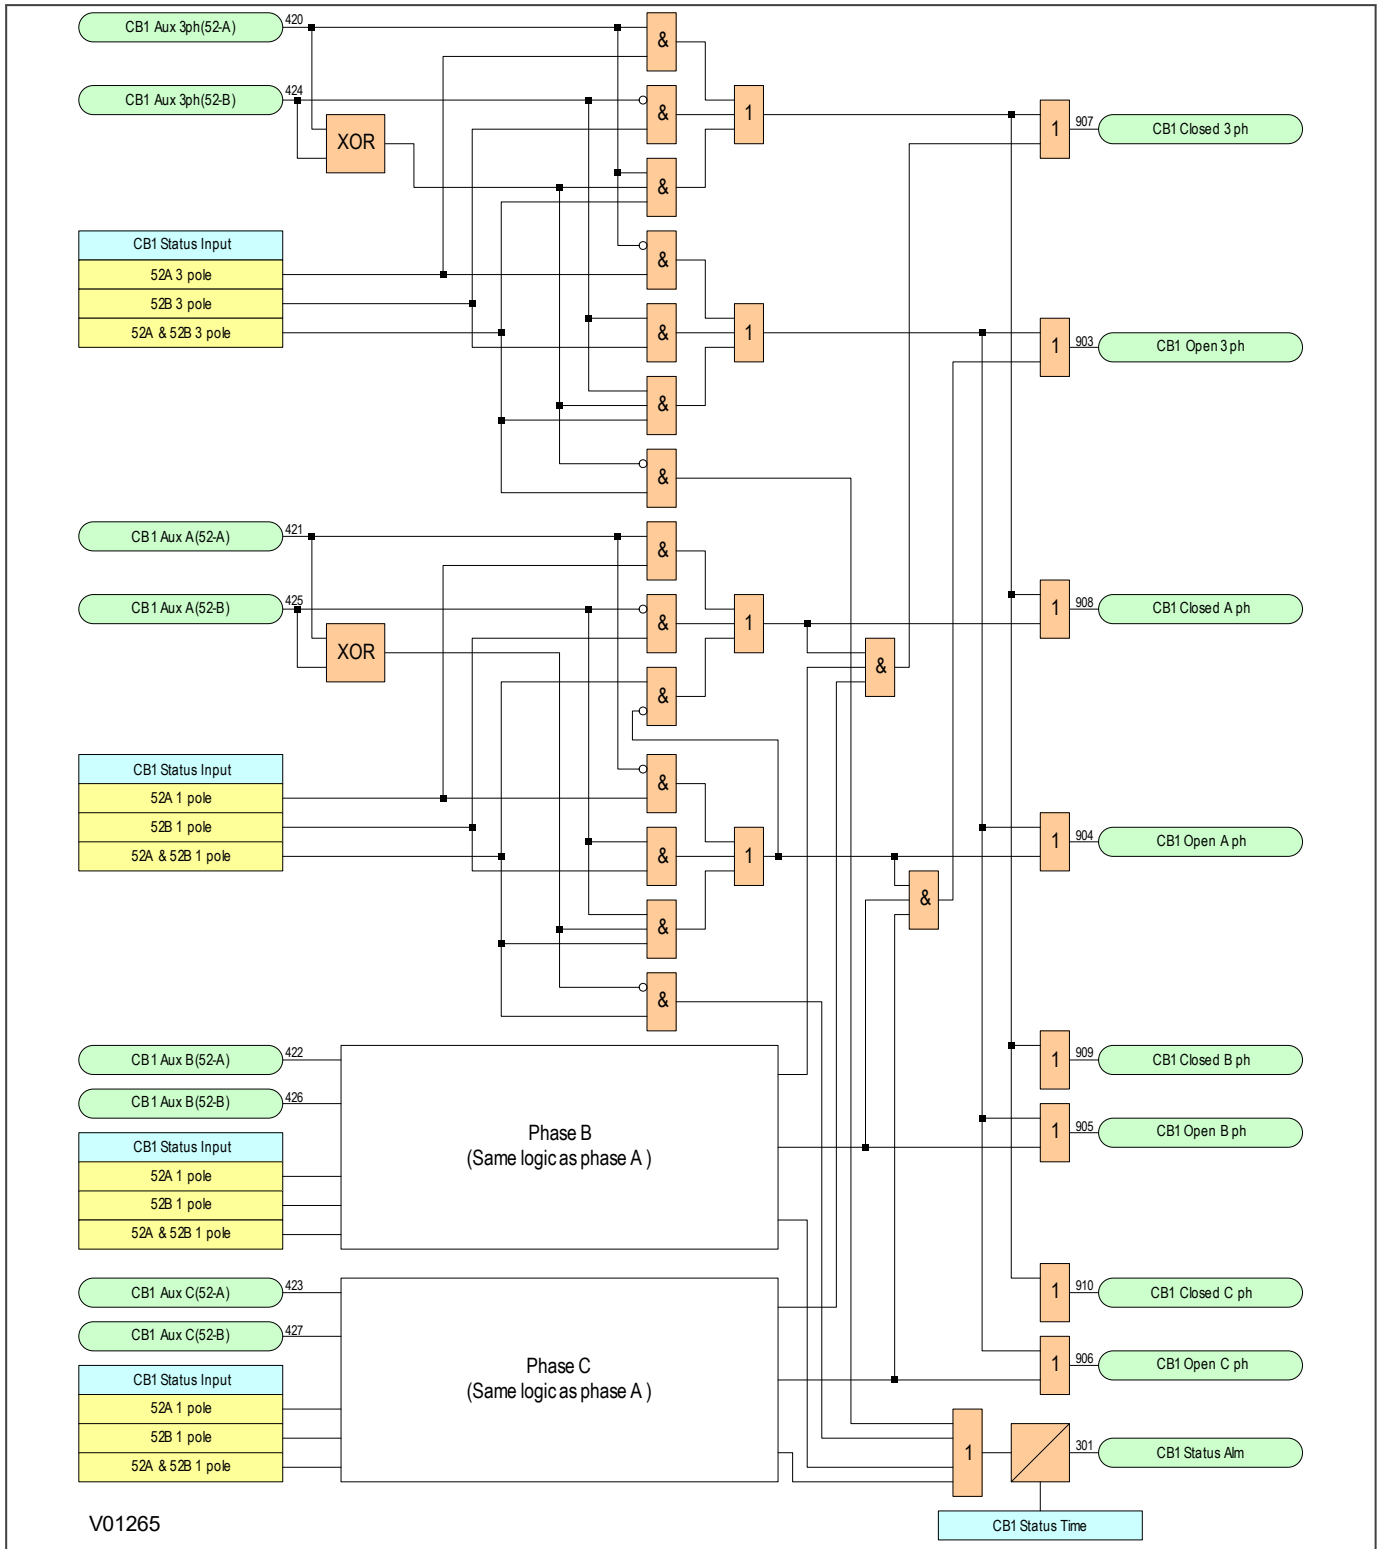 CB1 Aux 3ph(52-A)
420
&
CB1 Aux 3ph(52-B)
424
XOR
&
1
1
907
CB1 Closed 3 ph
&
CB1 Status Input
52A 3 pole
52B 3 pole
52A & 52B 3 pole
&
&
1
1
903
CB1 Open 3 ph
&
&
CB1 Aux A(52-A)
421
&
CB1 Aux A(52-B)
425
XOR
&
1
1
908
CB1 Closed A ph
&
&
CB1 Status Input
52A 1 pole
52B 1 pole
52A & 52B 1 pole
&
&
1
1
904
CB1 Open A ph
&
&
&
CB1 Aux B(52-A)
422
CB1 Aux B(52-B)
426
CB1 Status Input
52A 1 pole
52B 1 pole
52A & 52B 1 pole
Phase B
(Same logic as phase A )
1
909
CB1 Closed B ph
1
905
CB1 Open B ph
CB1 Aux C(52-A)
423
CB1 Aux C(52-B)
427
CB1 Status Input
52A 1 pole
52B 1 pole
52A & 52B 1 pole
Phase C
(Same logic as phase A )
1
910
CB1 Closed C ph
1
906
CB1 Open C ph
1
301
CB1 Status Alm
CB1 Status Time
V01265